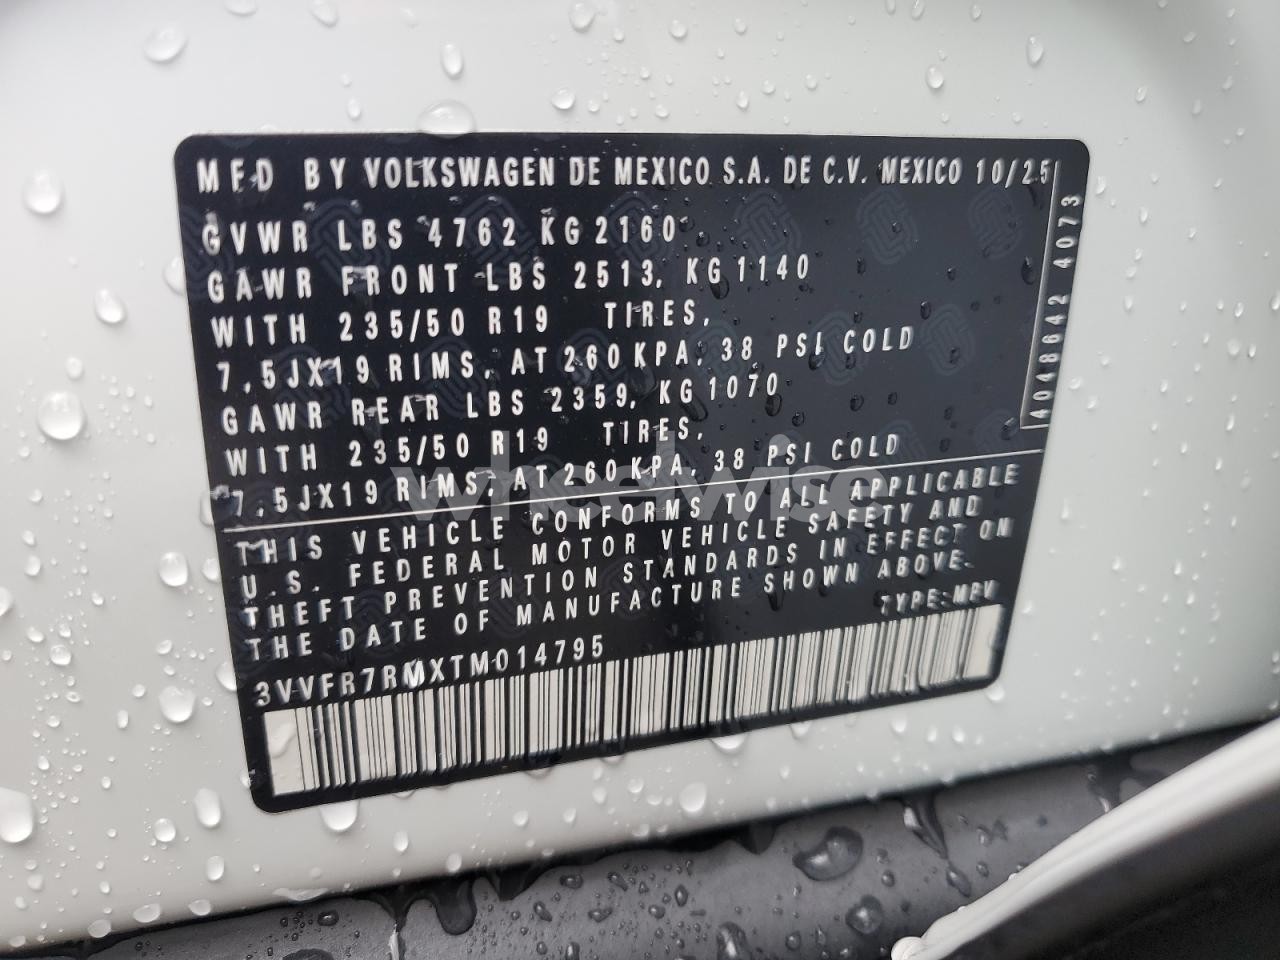 MFD BY VOLKSWAGEN DE MEXICO S.A. DE C.V. MEXICO 10/25
GVWR LBS 4762 KG 2160
GAWR FRONT LBS 2513, KG 1140
WITH 235/50 R19 TIRES,
7,5JX19 RIMS, AT 260 KPA, 38 PSI COLD
GAWR REAR LBS 2359, KG 1070
WITH 235/50 R19 TIRES,
7,5JX19 RIMS, AT 260 KPA, 38 PSI COLD
4048642 4073
THIS VEHICLE CONFORMS TO ALL APPLICABLE
U.S. FEDERAL MOTOR VEHICLE SAFETY AND
THEFT PREVENTION STANDARDS IN EFFECT ON
THE DATE OF MANUFACTURE SHOWN ABOVE.
TYPE: MPV
3VVFR7RMXTM014795
wheelwise